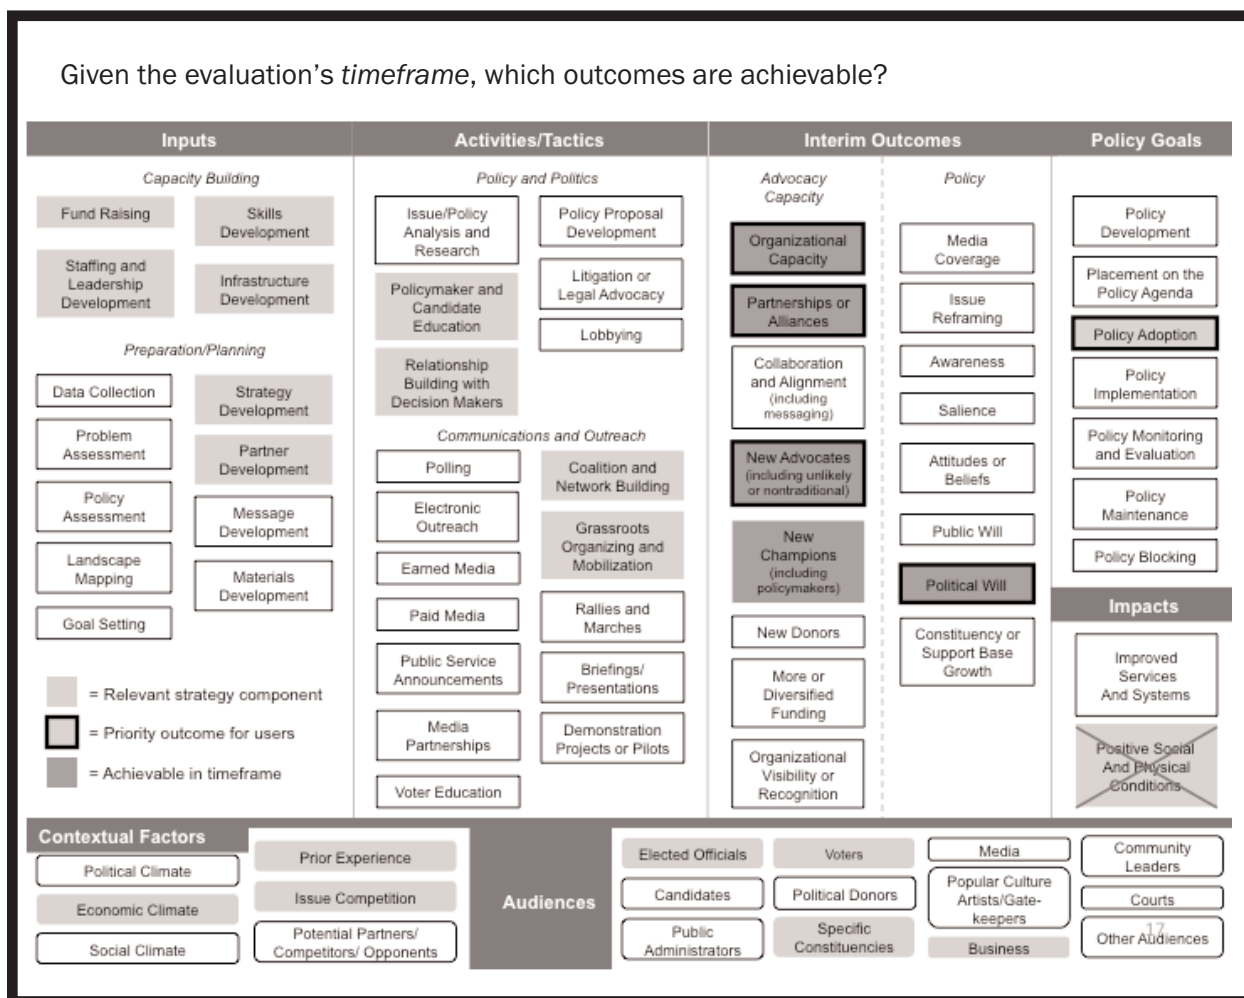 Given the evaluation's timeframe, which outcomes are achievable?
Inputs
Activities/Tactics
Interim Outcomes
Policy Goals
Capacity Building
Fund Raising
Skills
Development
Staffing and
Leadership
Development
Infrastructure
Development
Preparation/Planning
Data Collection
Strategy
Development
Problem
Assessment
Partner
Development
Policy
Assessment
Message
Development
Landscape
Mapping
Materials
Development
Goal Setting
= Relevant strategy component
= Priority outcome for users
= Achievable in timeframe
Policy and Politics
Issue/Policy
Analysis and
Research
Policy Proposal
Development
Policymaker and
Candidate
Education
Litigation or
Legal Advocacy
Lobbying
Relationship
Building with
Decision Makers
Communications and Outreach
Polling
Coalition and
Network Building
Electronic
Outreach
Grassroots
Organizing and
Mobilization
Earned Media
Paid Media
Rallies and
Marches
Public Service
Announcements
Briefings/
Presentations
Media
Partnerships
Demonstration
Projects or Pilots
Voter Education
Advocacy
Capacity
Organizational
Capacity
Partnerships or
Alliances
Collaboration
and Alignment
(including
messaging)
New Advocates
(including unlikely
or nontraditional)
New
Champions
(including
policymakers)
New Donors
More or
Diversified
Funding
Organizational
Visibility or
Recognition
Policy
Media
Coverage
Issue
Reframing
Awareness
Salience
Attitudes or
Beliefs
Public Will
Political Will
Constituency or
Support Base
Growth
Policy
Development
Placement on the
Policy Agenda
Policy Adoption
Policy
Implementation
Policy Monitoring
and Evaluation
Policy
Maintenance
Policy Blocking
Impacts
Improved
Services
And Systems
Positive Social
And Physical
Conditions
Contextual Factors
Political Climate
Economic Climate
Social Climate
Prior Experience
Issue Competition
Potential Partners/
Competitors/ Opponents
Audiences
Elected Officials
Candidates
Public
Administrators
Voters
Political Donors
Specific
Constituencies
Media
Popular Culture
Artists/Gate-
keepers
Business
Community
Leaders
Courts
Other Audiences
17